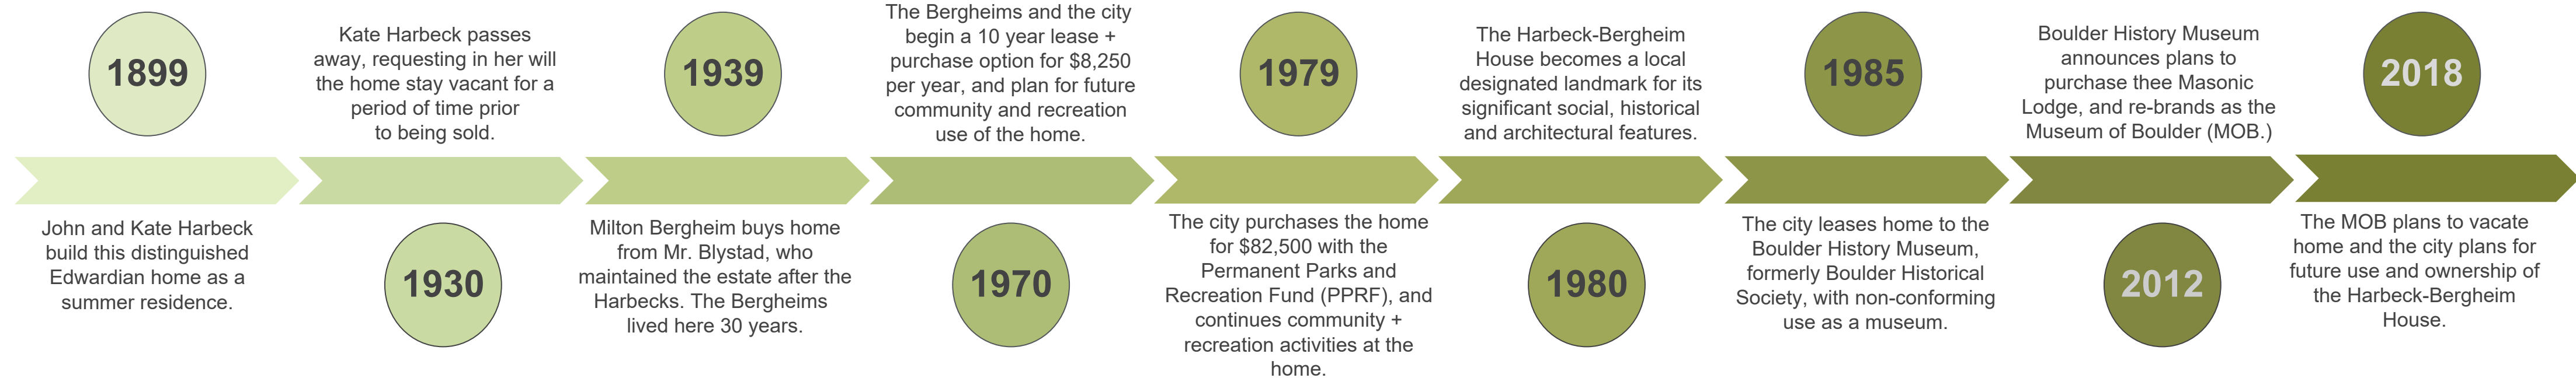 1899
John and Kate Harbeck
build this distinguished
Edwardian home as a
summer residence.
Kate Harbeck passes
away, requesting in her will
the home stay vacant for a
period of time prior
to being sold.
1930
1939
Milton Bergheim buys home
from Mr. Blystad, who
maintained the estate after the
Harbecks. The Bergheims
lived here 30 years.
The Bergheims and the city
begin a 10 year lease +
purchase option for $8,250
per year, and plan for future
community and recreation
use of the home.
1970
1979
The city purchases the home
for $82,500 with the
Permanent Parks and
Recreation Fund (PPRF), and
continues community +
recreation activities at the
home.
The Harbeck-Bergheim
House becomes a local
designated landmark for its
significant social, historical
and architectural features.
1980
1985
The city leases home to the
Boulder History Museum,
formerly Boulder Historical
Society, with non-conforming
use as a museum.
Boulder History Museum
announces plans to
purchase thee Masonic
Lodge, and re-brands as the
Museum of Boulder (MOB.)
2012
2018
The MOB plans to vacate
home and the city plans for
future use and ownership of
the Harbeck-Bergheim
House.